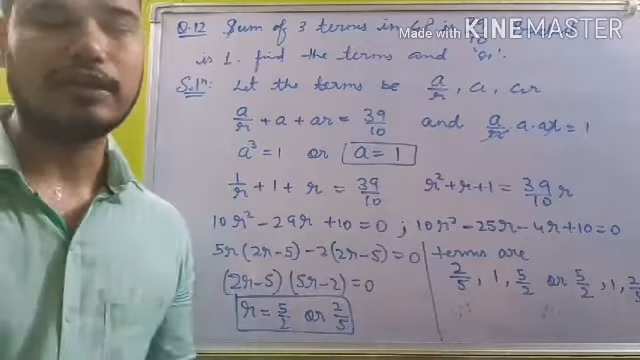 Q.12 Sum of 3 terms in GP is
Made with KINEMASTER
is 1. find the terms and 'r'.
Solⁿ: Let the terms be a/r, a, ar
a/r + a + ar = 39/10 and a/r . a . ar = 1
a³ = 1 or a = 1
1/r + 1 + r = 39/10 r² + r + 1 = 39/10 r
10r² - 29r + 10 = 0 ; 10r² - 25r - 4r + 10 = 0
5r (2r - 5) - 2 (2r - 5) = 0 terms are
(2r - 5) (5r - 2) = 0 2/5, 1, 5/2 or 5/2, 1, 2/5
r = 5/2 or 2/5